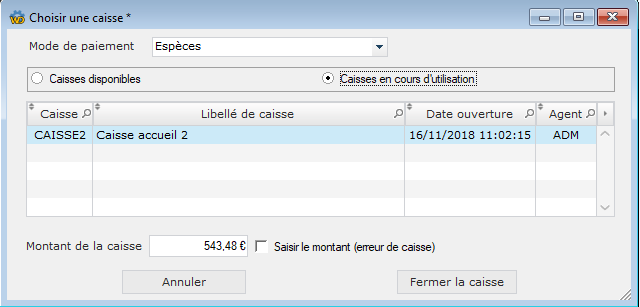 Choisir une caisse *
Mode de paiement Espèces
Caisses disponibles Caisses en cours d'utilisation
Caisse Libellé de caisse Date ouverture Agent
CAISSE2 Caisse accueil 2 16/11/2018 11:02:15 ADM
Montant de la caisse 543,48 € Saisir le montant (erreur de caisse)
Annuler Fermer la caisse